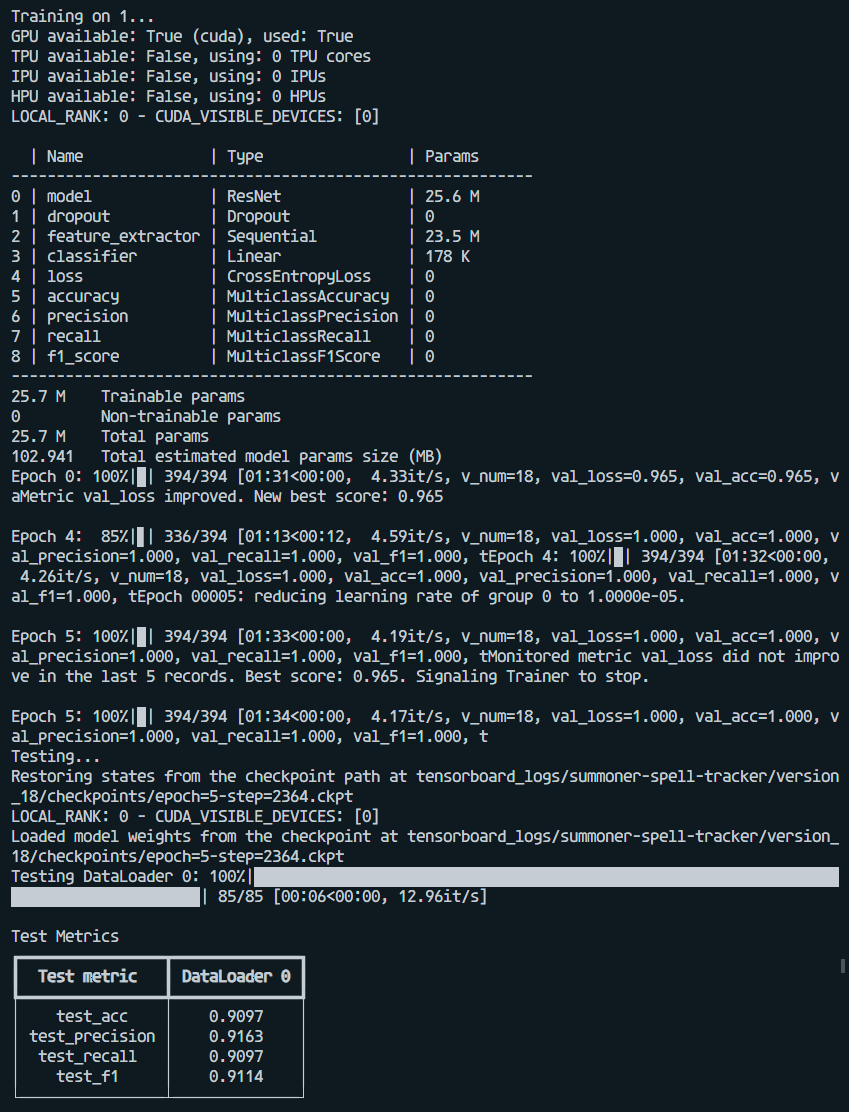 Training on 1...
GPU available: True (cuda), used: True
TPU available: False, using: 0 TPU cores
IPU available: False, using: 0 IPUs
HPU available: False, using: 0 HPUs
LOCAL_RANK: 0 - CUDA_VISIBLE_DEVICES: [0]

  | Name              | Type                | Params
----------------------------------------------------------
0 | model             | ResNet              | 25.6 M
1 | dropout           | Dropout             | 0
2 | feature_extractor | Sequential          | 23.5 M
3 | classifier        | Linear              | 178 K
4 | loss              | CrossEntropyLoss    | 0
5 | accuracy          | MulticlassAccuracy  | 0
6 | precision         | MulticlassPrecision | 0
7 | recall            | MulticlassRecall    | 0
8 | f1_score          | MulticlassF1Score   | 0
----------------------------------------------------------
25.7 M    Trainable params
0         Non-trainable params
25.7 M    Total params
102.941   Total estimated model params size (MB)
Epoch 0: 100%|█| 394/394 [01:31<00:00,  4.33it/s, v_num=18, val_loss=0.965, val_acc=0.965, v
aMetric val_loss improved. New best score: 0.965

Epoch 4:  85%|█| 336/394 [01:13<00:12,  4.59it/s, v_num=18, val_loss=1.000, val_acc=1.000, v
al_precision=1.000, val_recall=1.000, val_f1=1.000, tEpoch 4: 100%|█| 394/394 [01:32<00:00,
 4.26it/s, v_num=18, val_loss=1.000, val_acc=1.000, val_precision=1.000, val_recall=1.000, v
al_f1=1.000, tEpoch 00005: reducing learning rate of group 0 to 1.0000e-05.

Epoch 5: 100%|█| 394/394 [01:33<00:00,  4.19it/s, v_num=18, val_loss=1.000, val_acc=1.000, v
al_precision=1.000, val_recall=1.000, val_f1=1.000, tMonitored metric val_loss did not impro
ve in the last 5 records. Best score: 0.965. Signaling Trainer to stop.

Epoch 5: 100%|█| 394/394 [01:34<00:00,  4.17it/s, v_num=18, val_loss=1.000, val_acc=1.000, v
al_precision=1.000, val_recall=1.000, val_f1=1.000, t
Testing...
Restoring states from the checkpoint path at tensorboard_logs/summoner-spell-tracker/version
_18/checkpoints/epoch=5-step=2364.ckpt
LOCAL_RANK: 0 - CUDA_VISIBLE_DEVICES: [0]
Loaded model weights from the checkpoint at tensorboard_logs/summoner-spell-tracker/version_
18/checkpoints/epoch=5-step=2364.ckpt
Testing DataLoader 0: 100%|
| 85/85 [00:06<00:00, 12.96it/s]

Test Metrics
Test metric DataLoader 0
test_acc 0.9097
test_precision 0.9163
test_recall 0.9097
test_f1 0.9114